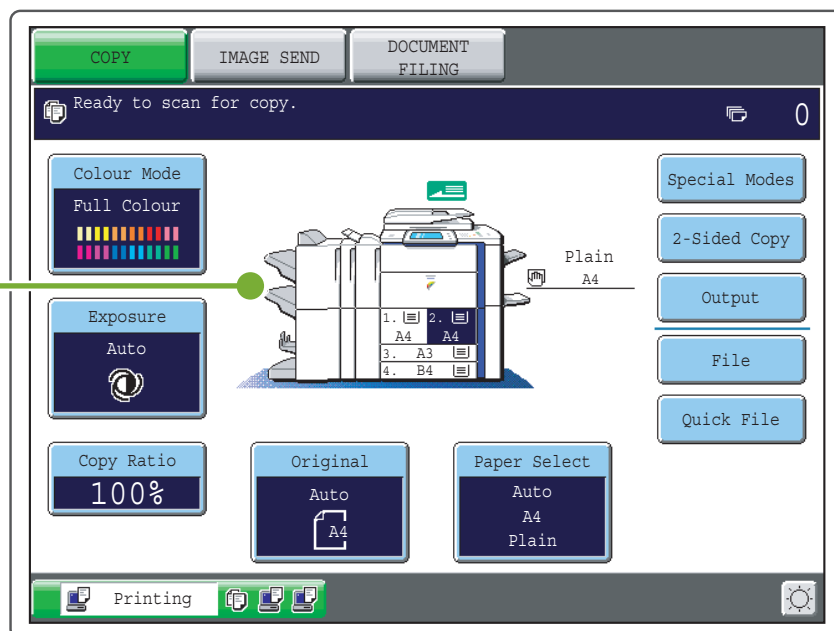 COPY
IMAGE SEND
DOCUMENT
FILING
Ready to scan for copy.
0
Colour Mode
Full Colour
Special Modes
2-Sided Copy
Output
File
Quick File
Plain
A4
Exposure
Auto
1. 2.
A4 A4
3. A3
4. B4
Copy Ratio
100%
Original
Auto
A4
Paper Select
Auto
A4
Plain
Printing